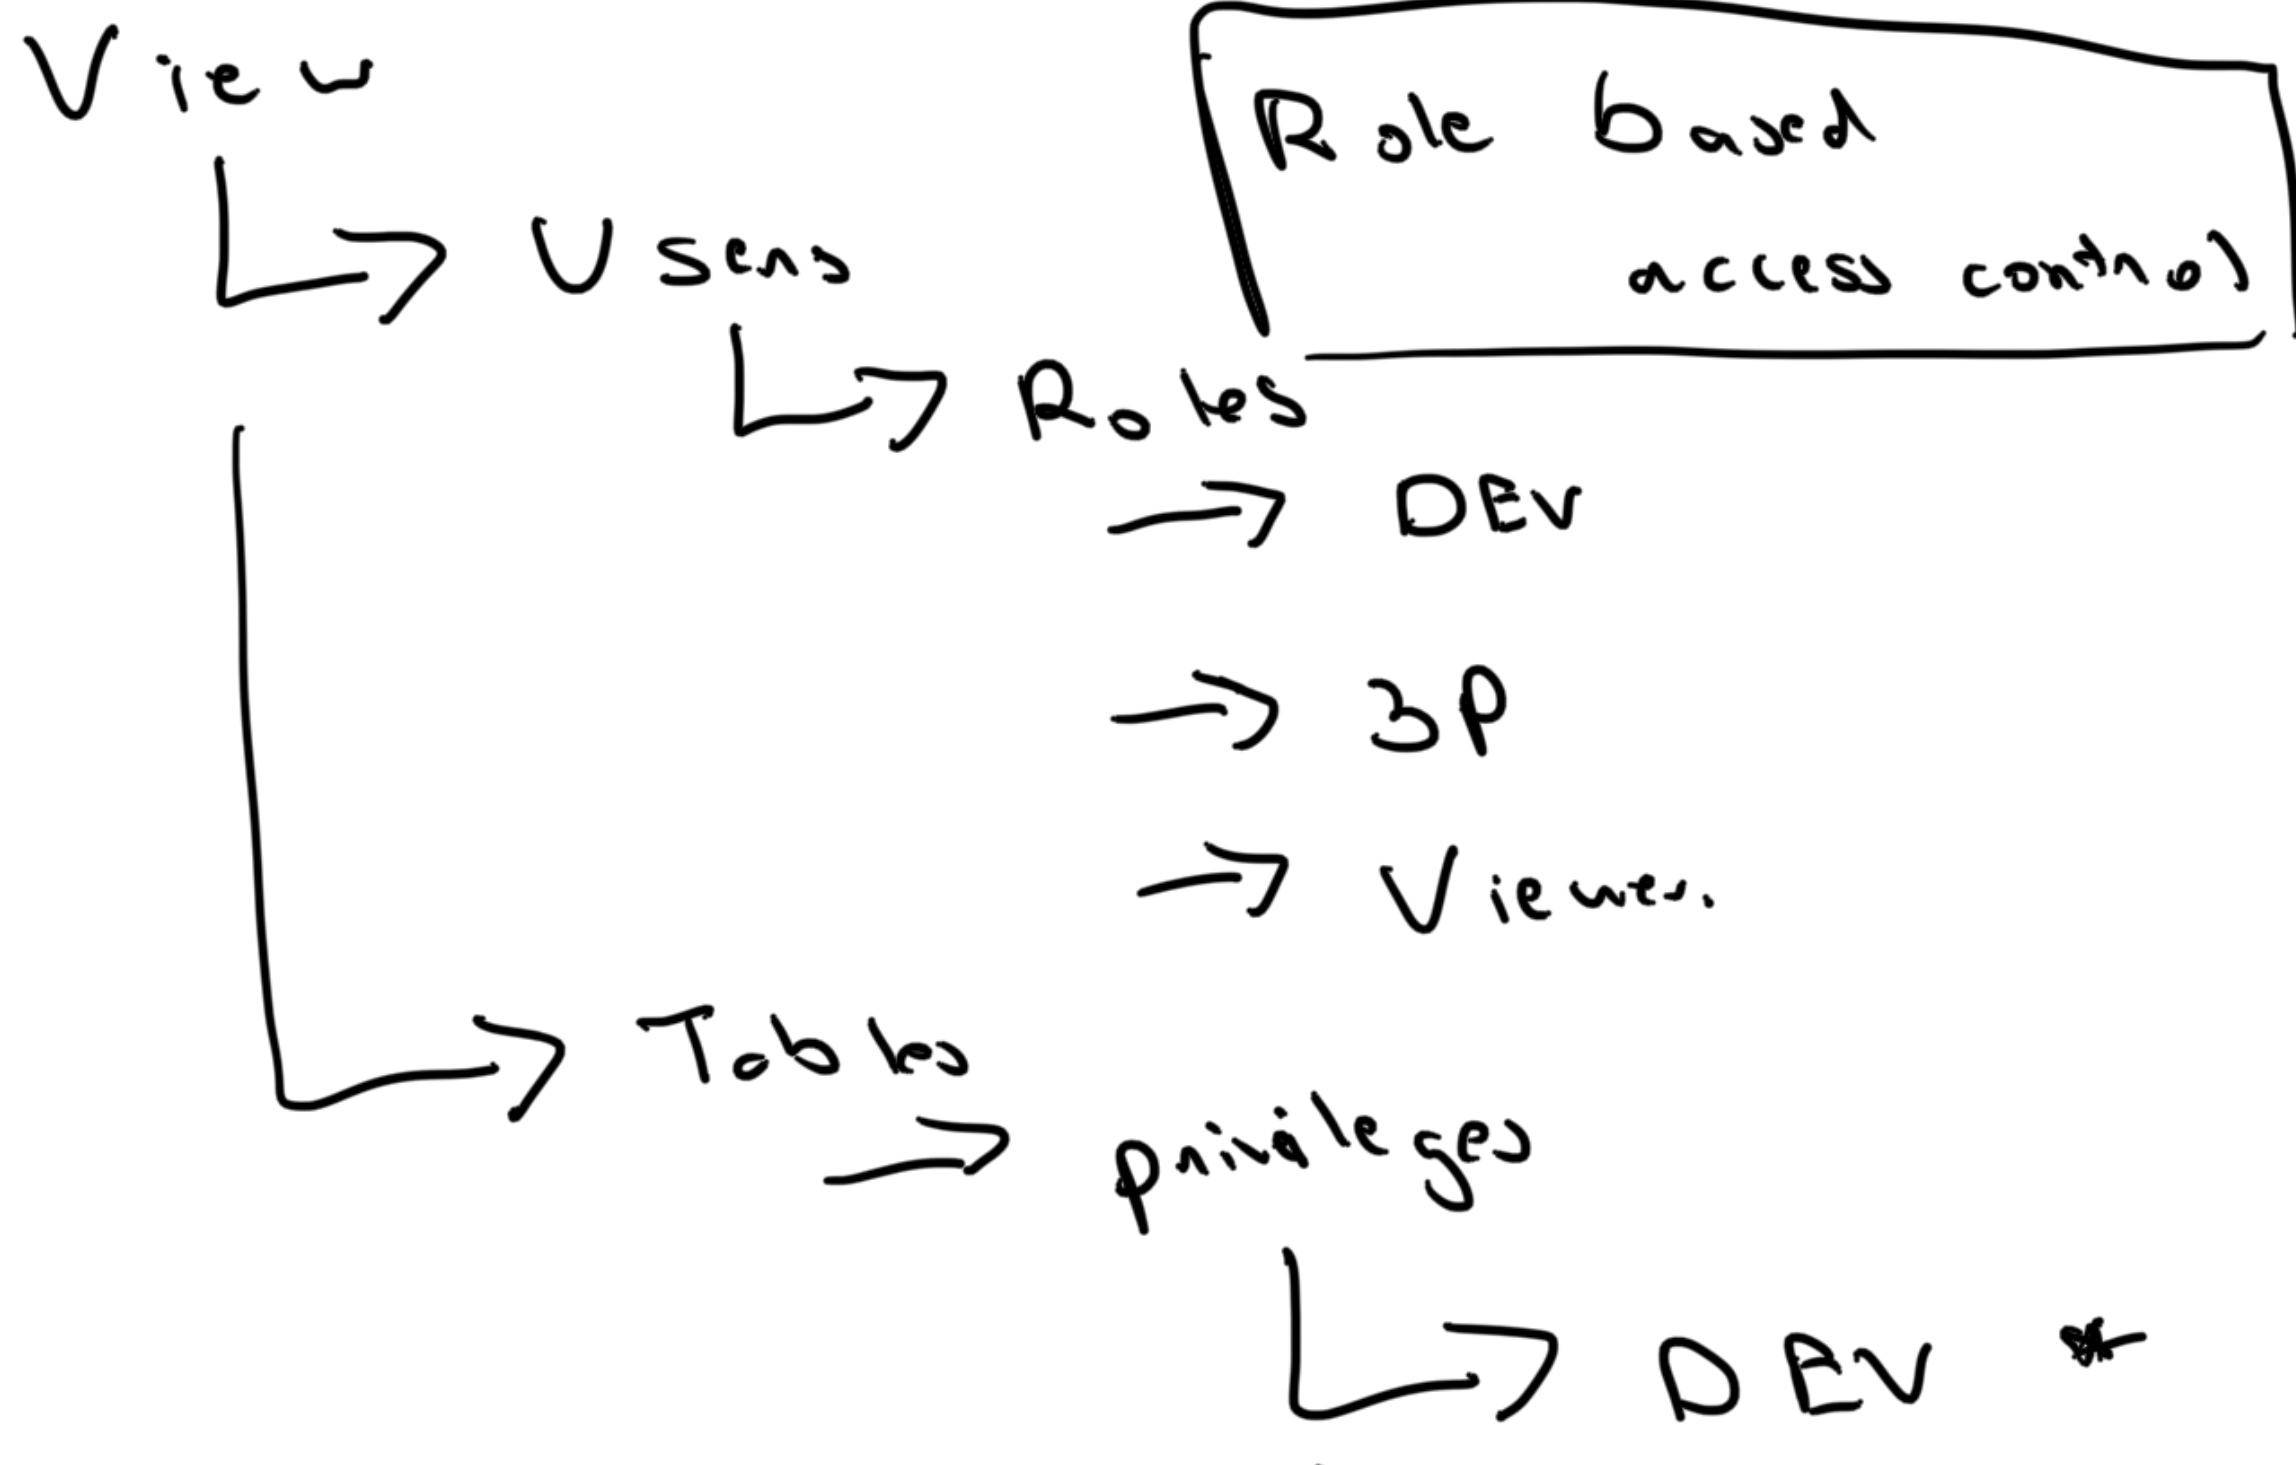 View
Role based
access control
Users
Roles
→ DEV
→ 3P
→ Viewer.
Tables
→ privileges
DEV *